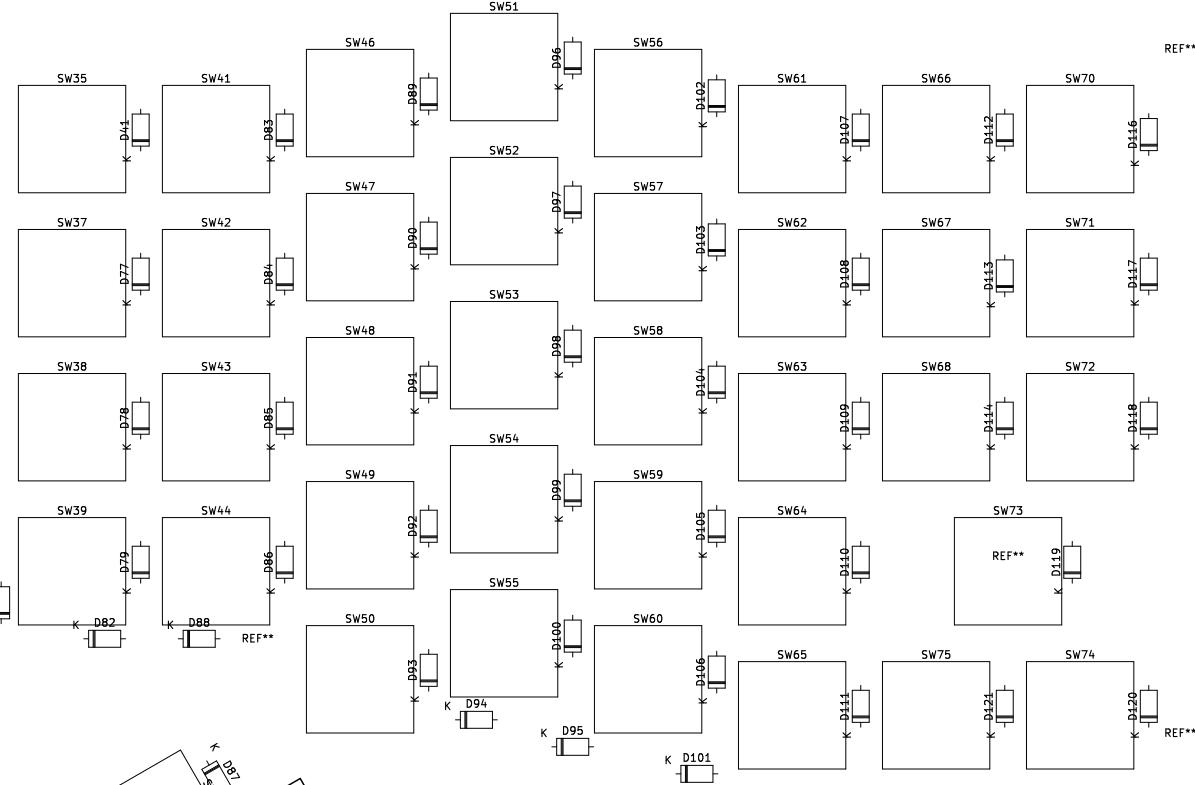 SW51
SW46
SW56
REF**
SW35
SW41
D96
SW61
SW66
SW70
K
D89
D102
K
K
D41
D83
D107
D112
D116
SW52
K
K
K
K
K
SW47
SW57
D97
SW37
SW42
SW62
SW67
SW71
K
D90
D103
K
K
D77
D84
D108
D113
D117
SW53
K
K
K
K
K
SW48
SW58
D98
SW38
SW43
SW63
SW68
SW72
K
D91
D104
K
K
D78
D85
D109
D114
D118
SW54
K
K
K
K
K
SW49
SW59
D99
SW39
SW44
SW64
SW73
K
D92
D105
K
K
D79
D86
D110
REF**
D119
SW55
K
K
K
K
SW50
SW60
K D82
K D88
REF**
D100
SW65
SW75
SW74
K
D93
D106
K
K
K D94
D111
D121
D120
K D95
K
K
K
REF**
K
D87
K D101